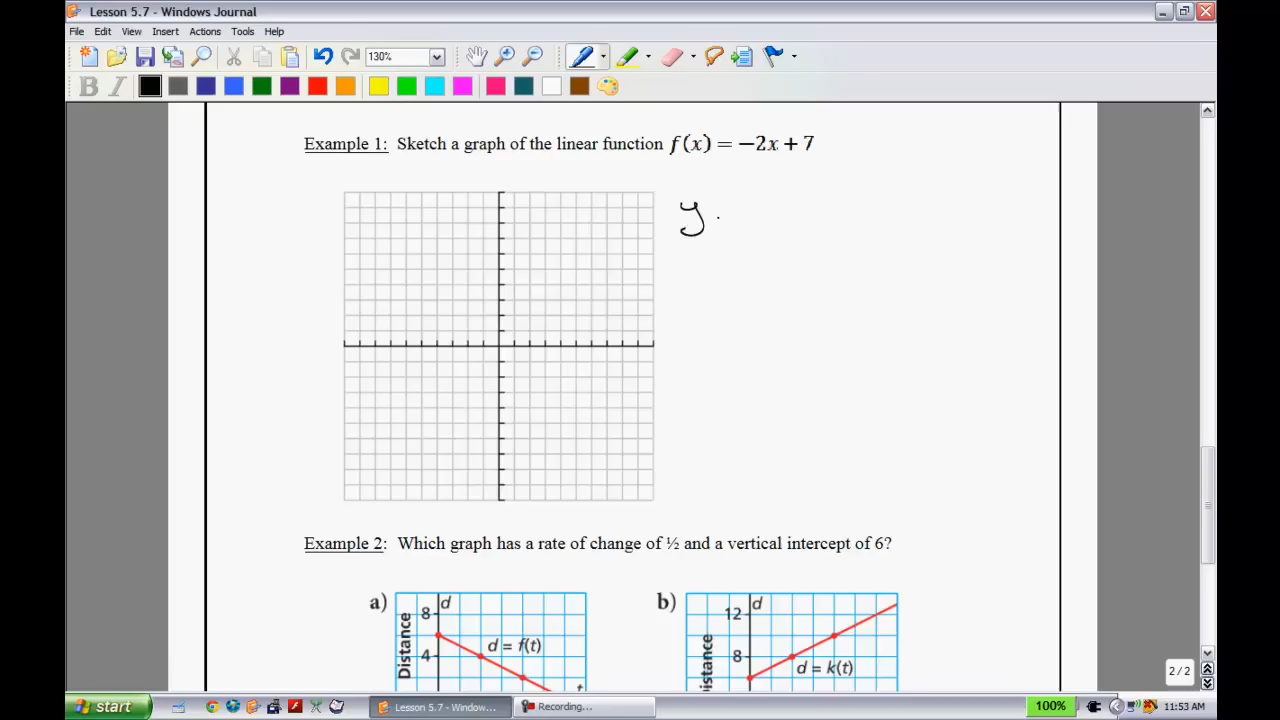 Lesson 5.7 - Windows Journal
File Edit View Insert Actions Tools Help
130%
B I
Example 1: Sketch a graph of the linear function f(x) = −2x + 7
y
Example 2: Which graph has a rate of change of ½ and a vertical intercept of 6?
a)
8
d
Distance
4
d = f(t)
t
b)
12
d
Distance
8
d = k(t)
2 / 2
start
Lesson 5.7 - Window...
Recording...
100%
11:53 AM